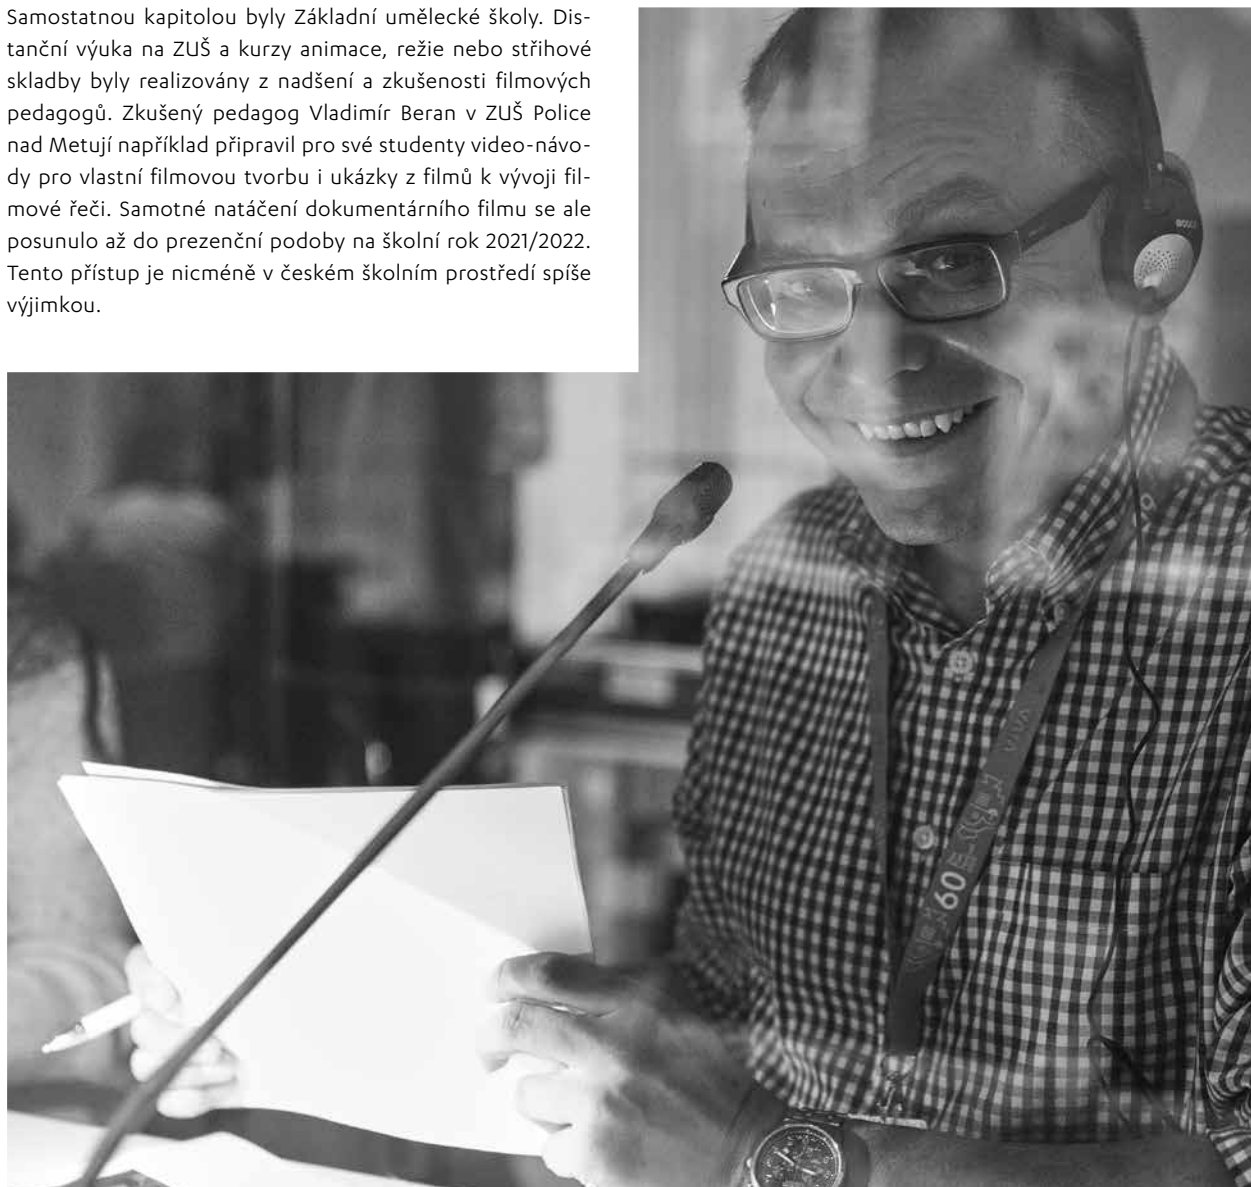 Samostatnou kapitolou byly Základní umělecké školy. Dis-
tanční výuka na ZUŠ a kurzy animace, režie nebo střihové
skladby byly realizovány z nadšení a zkušenosti filmových
pedagogů. Zkušený pedagog Vladimír Beran v ZUŠ Police
nad Metují například připravil pro své studenty video-návo-
dy pro vlastní filmovou tvorbu i ukázky z filmů k vývoji fil-
mové řeči. Samotné natáčení dokumentárního filmu se ale
posunulo až do prezenční podoby na školní rok 2021/2022.
Tento přístup je nicméně v českém školním prostředí spíše
výjimkou.
60